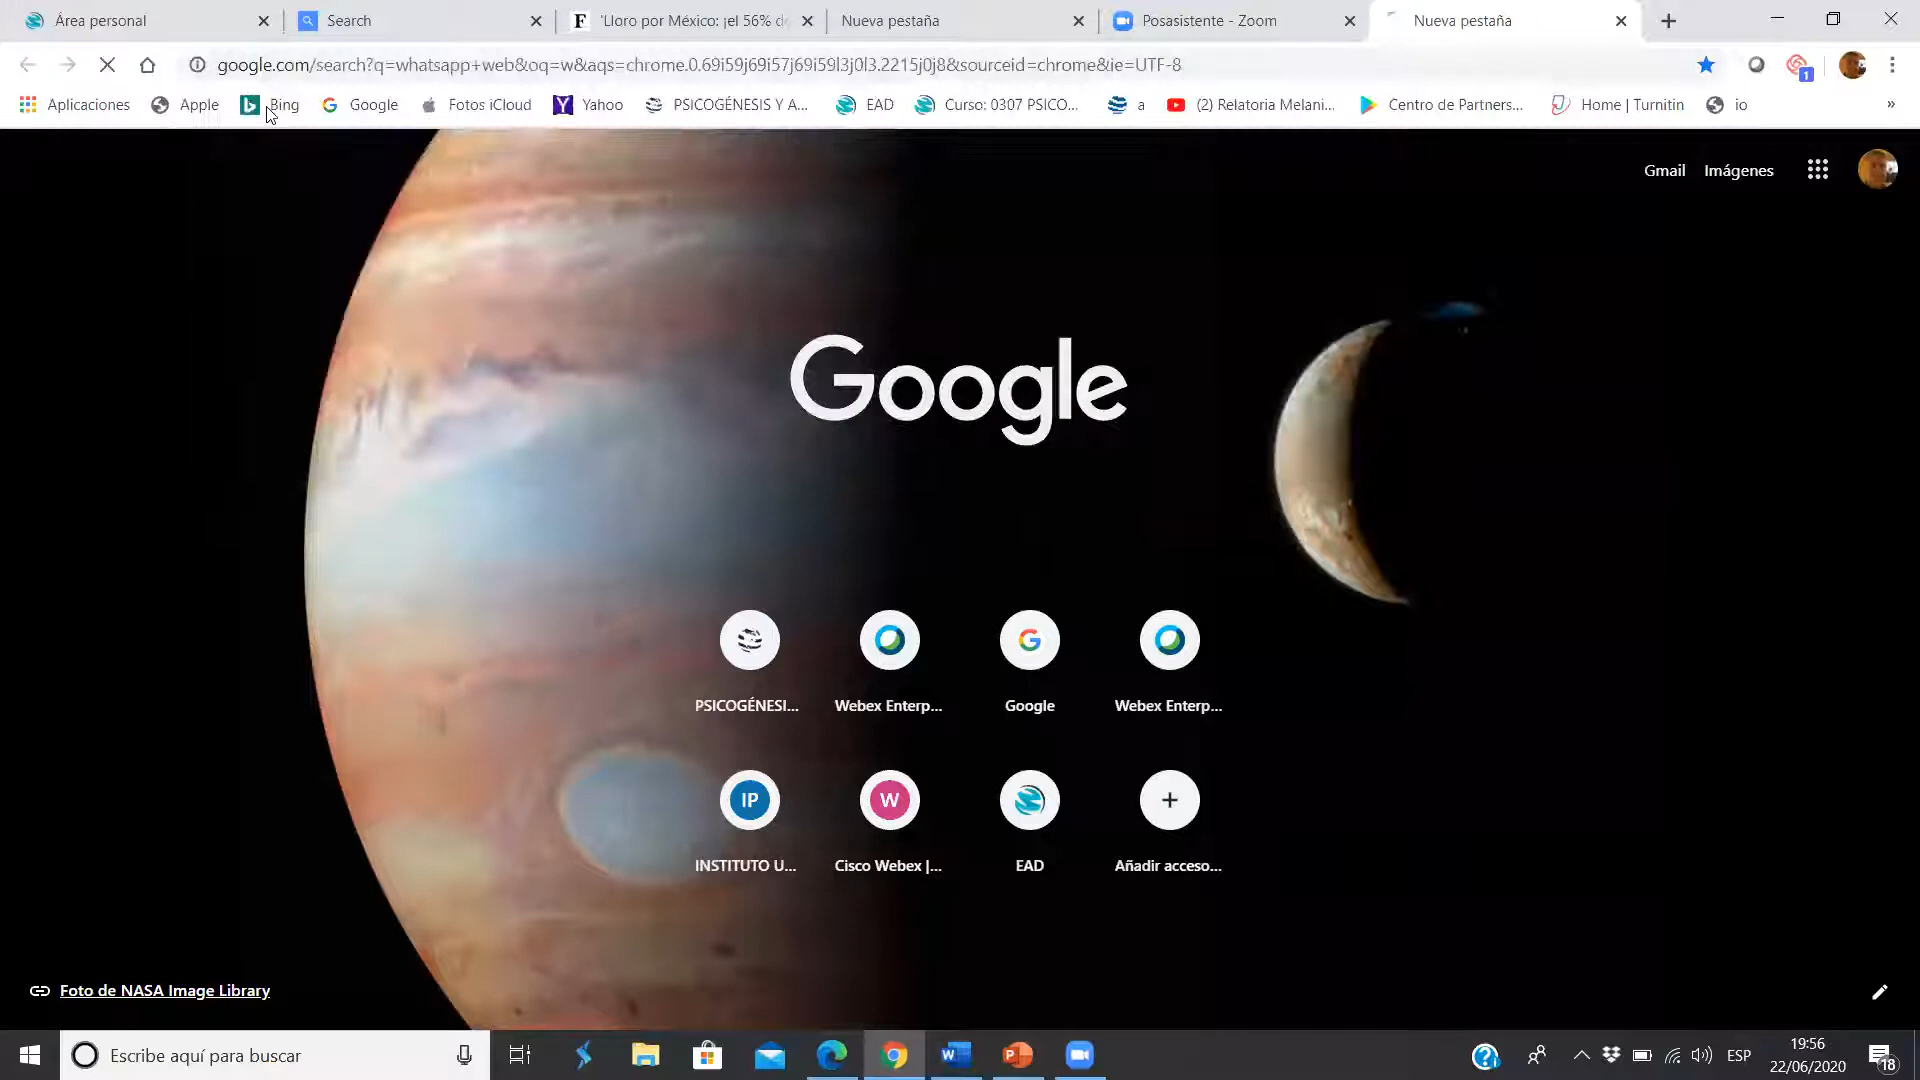 Área personal
Search
'Lloro por México: ¡el 56% de
Nueva pestaña
Posasistente - Zoom
Nueva pestaña
google.com/search?q=whatsapp+web&oq=w&aqs=chrome.0.69i59j69i57j69i59l3j0l3.2215j0j8&sourceid=chrome&ie=UTF-8
1
Aplicaciones
Apple
Bing
Google
Fotos iCloud
Yahoo
PSICOGÉNESIS Y A...
EAD
Curso: 0307 PSICO...
a
(2) Relatoria Melani...
Centro de Partners...
Home | Turnitin
io
»
Gmail
Imágenes
Google
PSICOGÉNESI...
Webex Enterp...
Google
Webex Enterp...
IP
W
INSTITUTO U...
Cisco Webex |...
EAD
Añadir acceso...
Foto de NASA Image Library
Escribe aquí para buscar
ESP
19:56
22/06/2020
18